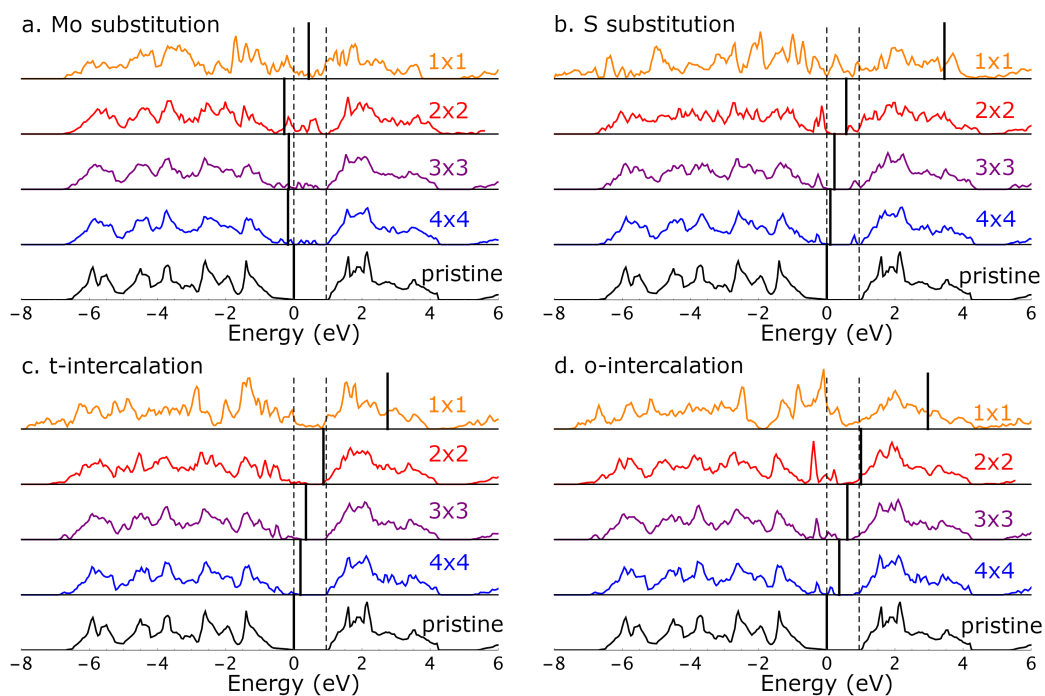 a. Mo substitution
1x1
2x2
3x3
4x4
pristine
−8 −6 −4 −2 0 2 4 6
Energy (eV)
b. S substitution
1x1
2x2
3x3
4x4
pristine
−8 −6 −4 −2 0 2 4 6
Energy (eV)
c. t-intercalation
1x1
2x2
3x3
4x4
pristine
−8 −6 −4 −2 0 2 4 6
Energy (eV)
d. o-intercalation
1x1
2x2
3x3
4x4
pristine
−8 −6 −4 −2 0 2 4 6
Energy (eV)